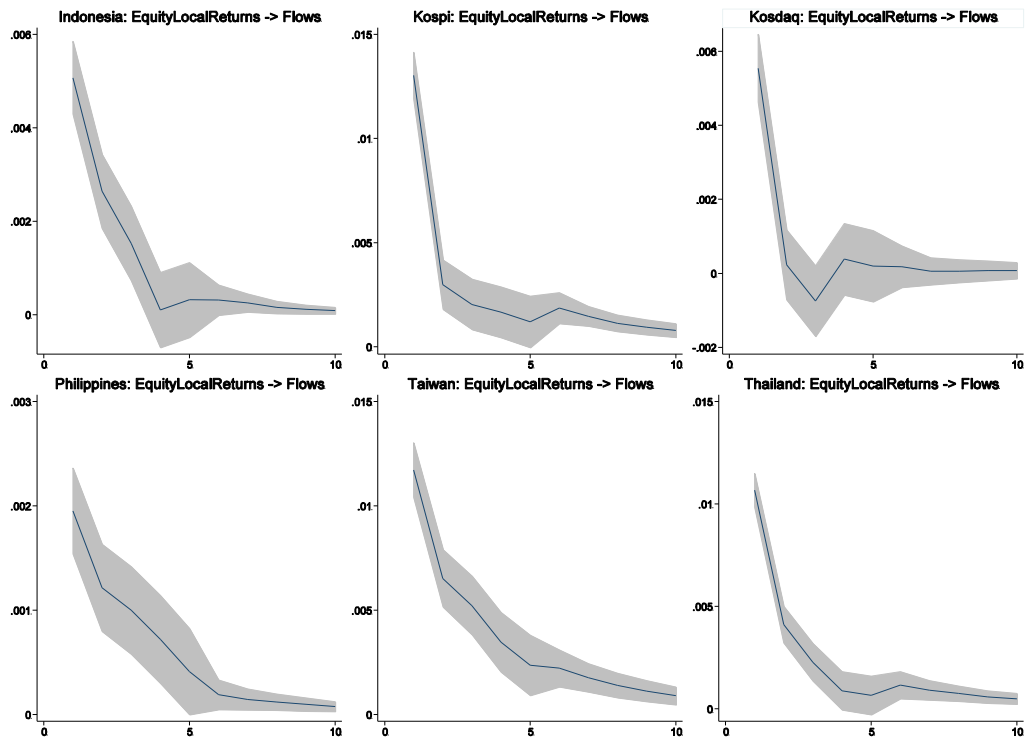 Indonesia: EquityLocalReturns -> Flows
.006
.004
.002
0
0 5 10
Kospi: EquityLocalReturns -> Flows
.015
.01
.005
0
0 5 10
Kosdaq: EquityLocalReturns -> Flows
.006
.004
.002
0
-.002
0 5 10
Philippines: EquityLocalReturns -> Flows
.003
.002
.001
0
0 5 10
Taiwan: EquityLocalReturns -> Flows
.015
.01
.005
0
0 5 10
Thailand: EquityLocalReturns -> Flows
.015
.01
.005
0
0 5 10